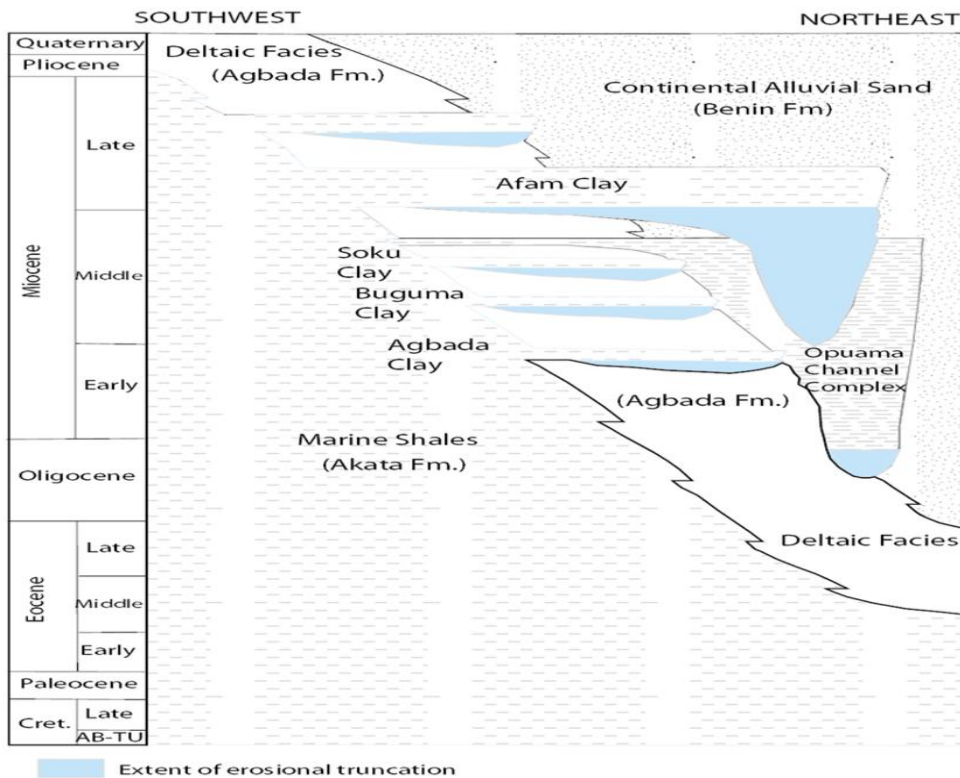 SOUTHWEST
NORTHEAST
Quaternary
Pliocene
Miocene
Late
Middle
Early
Oligocene
Eocene
Late
Middle
Early
Paleocene
Cret.
Late
AB-TU
Deltaic Facies
(Agbada Fm.)
Continental Alluvial Sand
(Benin Fm)
Afam Clay
Soku
Clay
Buguma
Clay
Agbada
Clay
Opuama
Channel
Complex
(Agbada Fm.)
Marine Shales
(Akata Fm.)
Deltaic Facies
Extent of erosional truncation